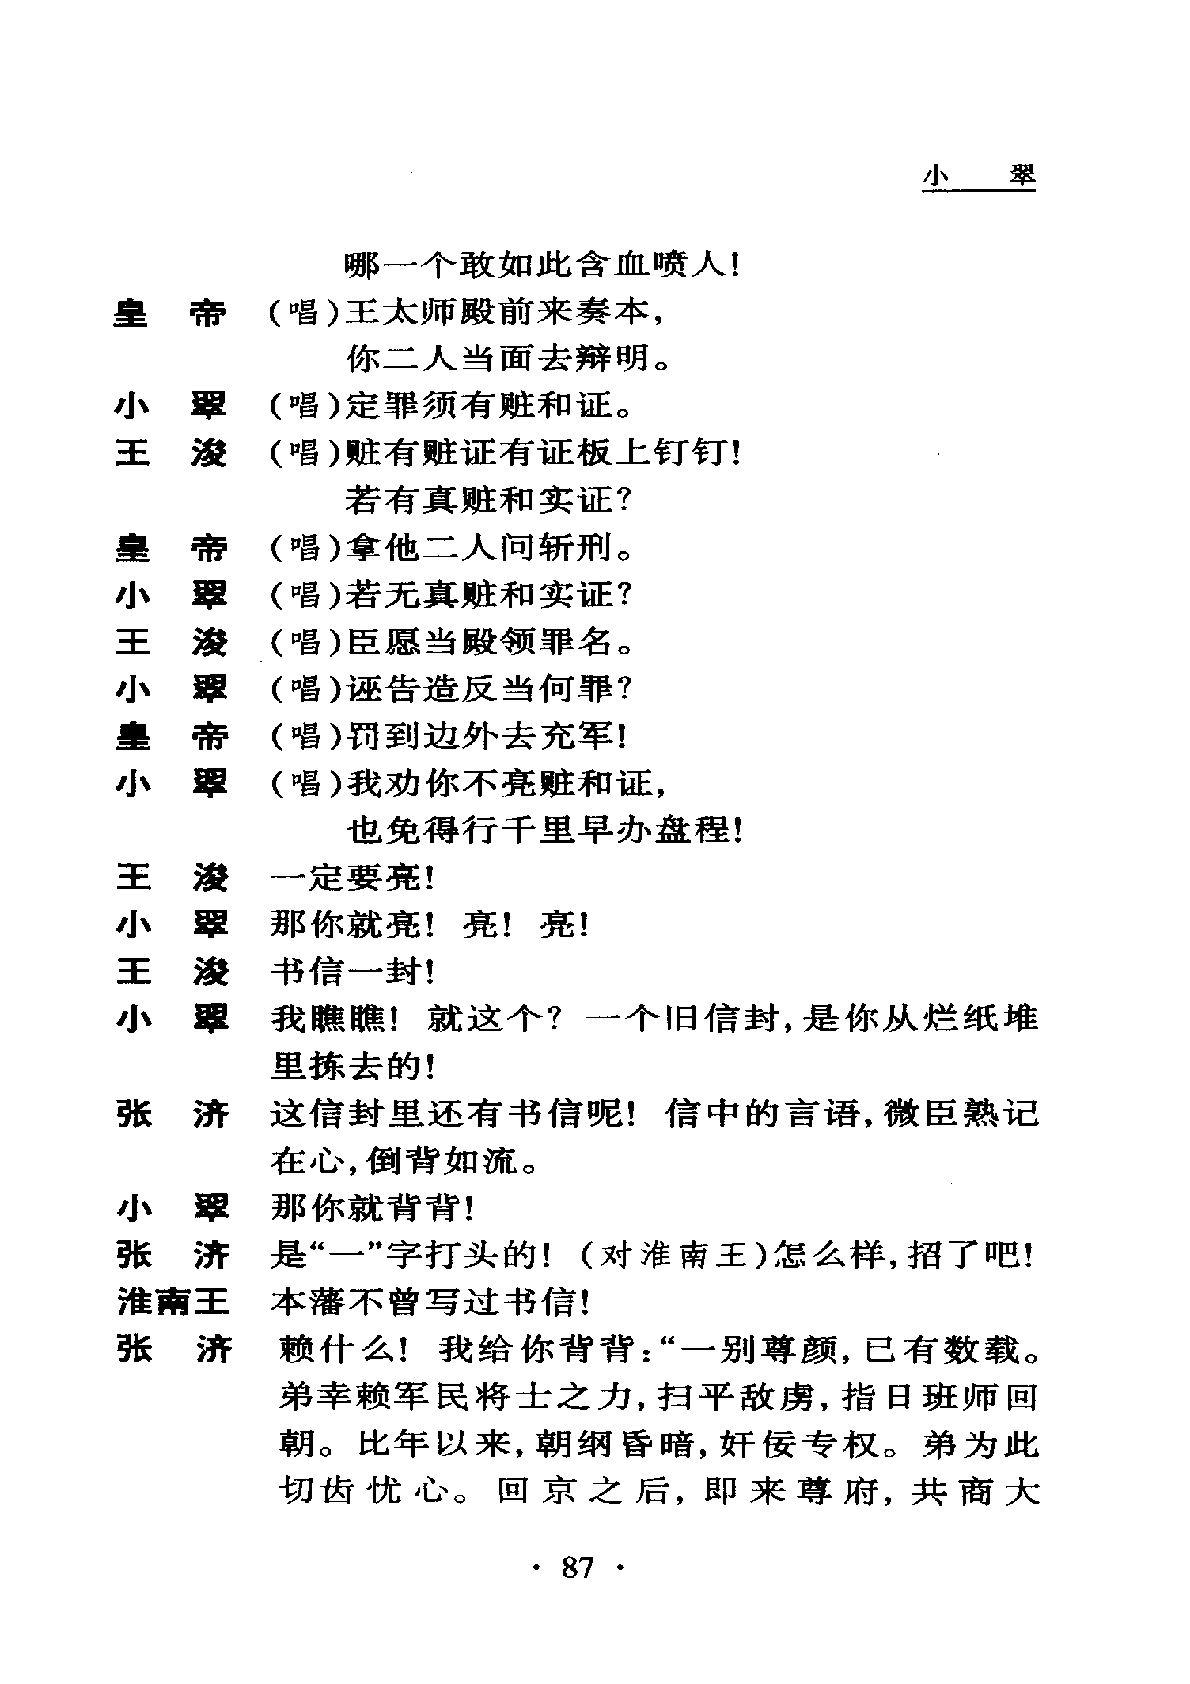 小 翠
哪一个敢如此含血喷人!
皇 帝 (唱)王太师殿前来奏本,
你二人当面去辩明。
小 翠 (唱)定罪须有赃和证。
王 浚 (唱)赃有赃证有证板上钉钉!
若有真赃和实证?
皇 帝 (唱)拿他二人问斩刑。
小 翠 (唱)若无真赃和实证?
王 浚 (唱)臣愿当殿领罪名。
小 翠 (唱)诬告造反当何罪?
皇 帝 (唱)罚到边外去充军!
小 翠 (唱)我劝你不亮赃和证,
也免得行千里早办盘程!
王 浚 一定要亮!
小 翠 那你就亮! 亮! 亮!
王 浚 书信一封!
小 翠 我瞧瞧! 就这个? 一个旧信封,是你从烂纸堆
里拣去的!
张 济 这信封里还有书信呢! 信中的言语,微臣熟记
在心,倒背如流。
小 翠 那你就背背!
张 济 是“一”字打头的! (对淮南王)怎么样,招了吧!
淮南王 本藩不曾写过书信!
张 济 赖什么! 我给你背背:“一别尊颜,已有数载。
弟幸赖军民将士之力,扫平敌虏,指日班师回
朝。比年以来,朝纲昏暗,奸佞专权。弟为此
切齿忧心。回京之后,即来尊府,共商大
· 87 ·